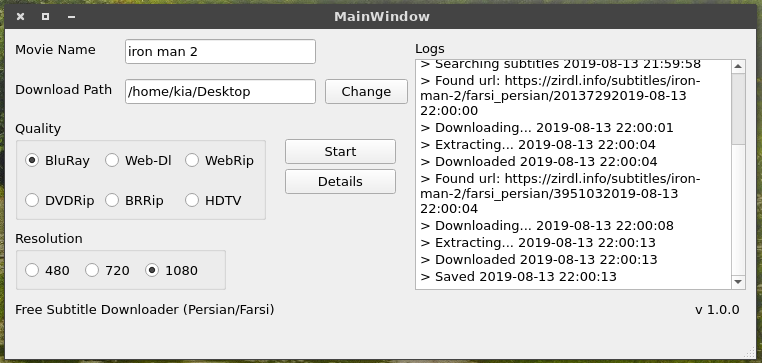 MainWindow
Movie Name
iron man 2
Download Path
/home/kia/Desktop
Change
Quality
BluRay
Web-Dl
WebRip
DVDRip
BRRip
HDTV
Start
Details
Resolution
480
720
1080
Logs
> Searching subtitles 2019-08-13 21:59:58
> Found url: https://zirdl.info/subtitles/iron-
man-2/farsi_persian/20137292019-08-13
22:00:00
> Downloading... 2019-08-13 22:00:01
> Extracting... 2019-08-13 22:00:04
> Downloaded 2019-08-13 22:00:04
> Found url: https://zirdl.info/subtitles/iron-
man-2/farsi_persian/3951032019-08-13
22:00:04
> Downloading... 2019-08-13 22:00:08
> Extracting... 2019-08-13 22:00:13
> Downloaded 2019-08-13 22:00:13
> Saved 2019-08-13 22:00:13
Free Subtitle Downloader (Persian/Farsi)
v 1.0.0